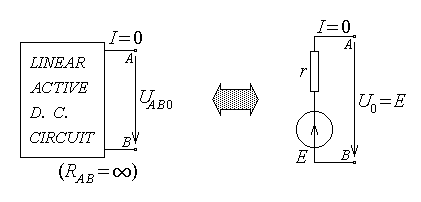 I=0
A
LINEAR
ACTIVE
D. C.
CIRCUIT
U_AB0
B
(R_AB=∞)
I=0
A
r
U_0=E
E
B